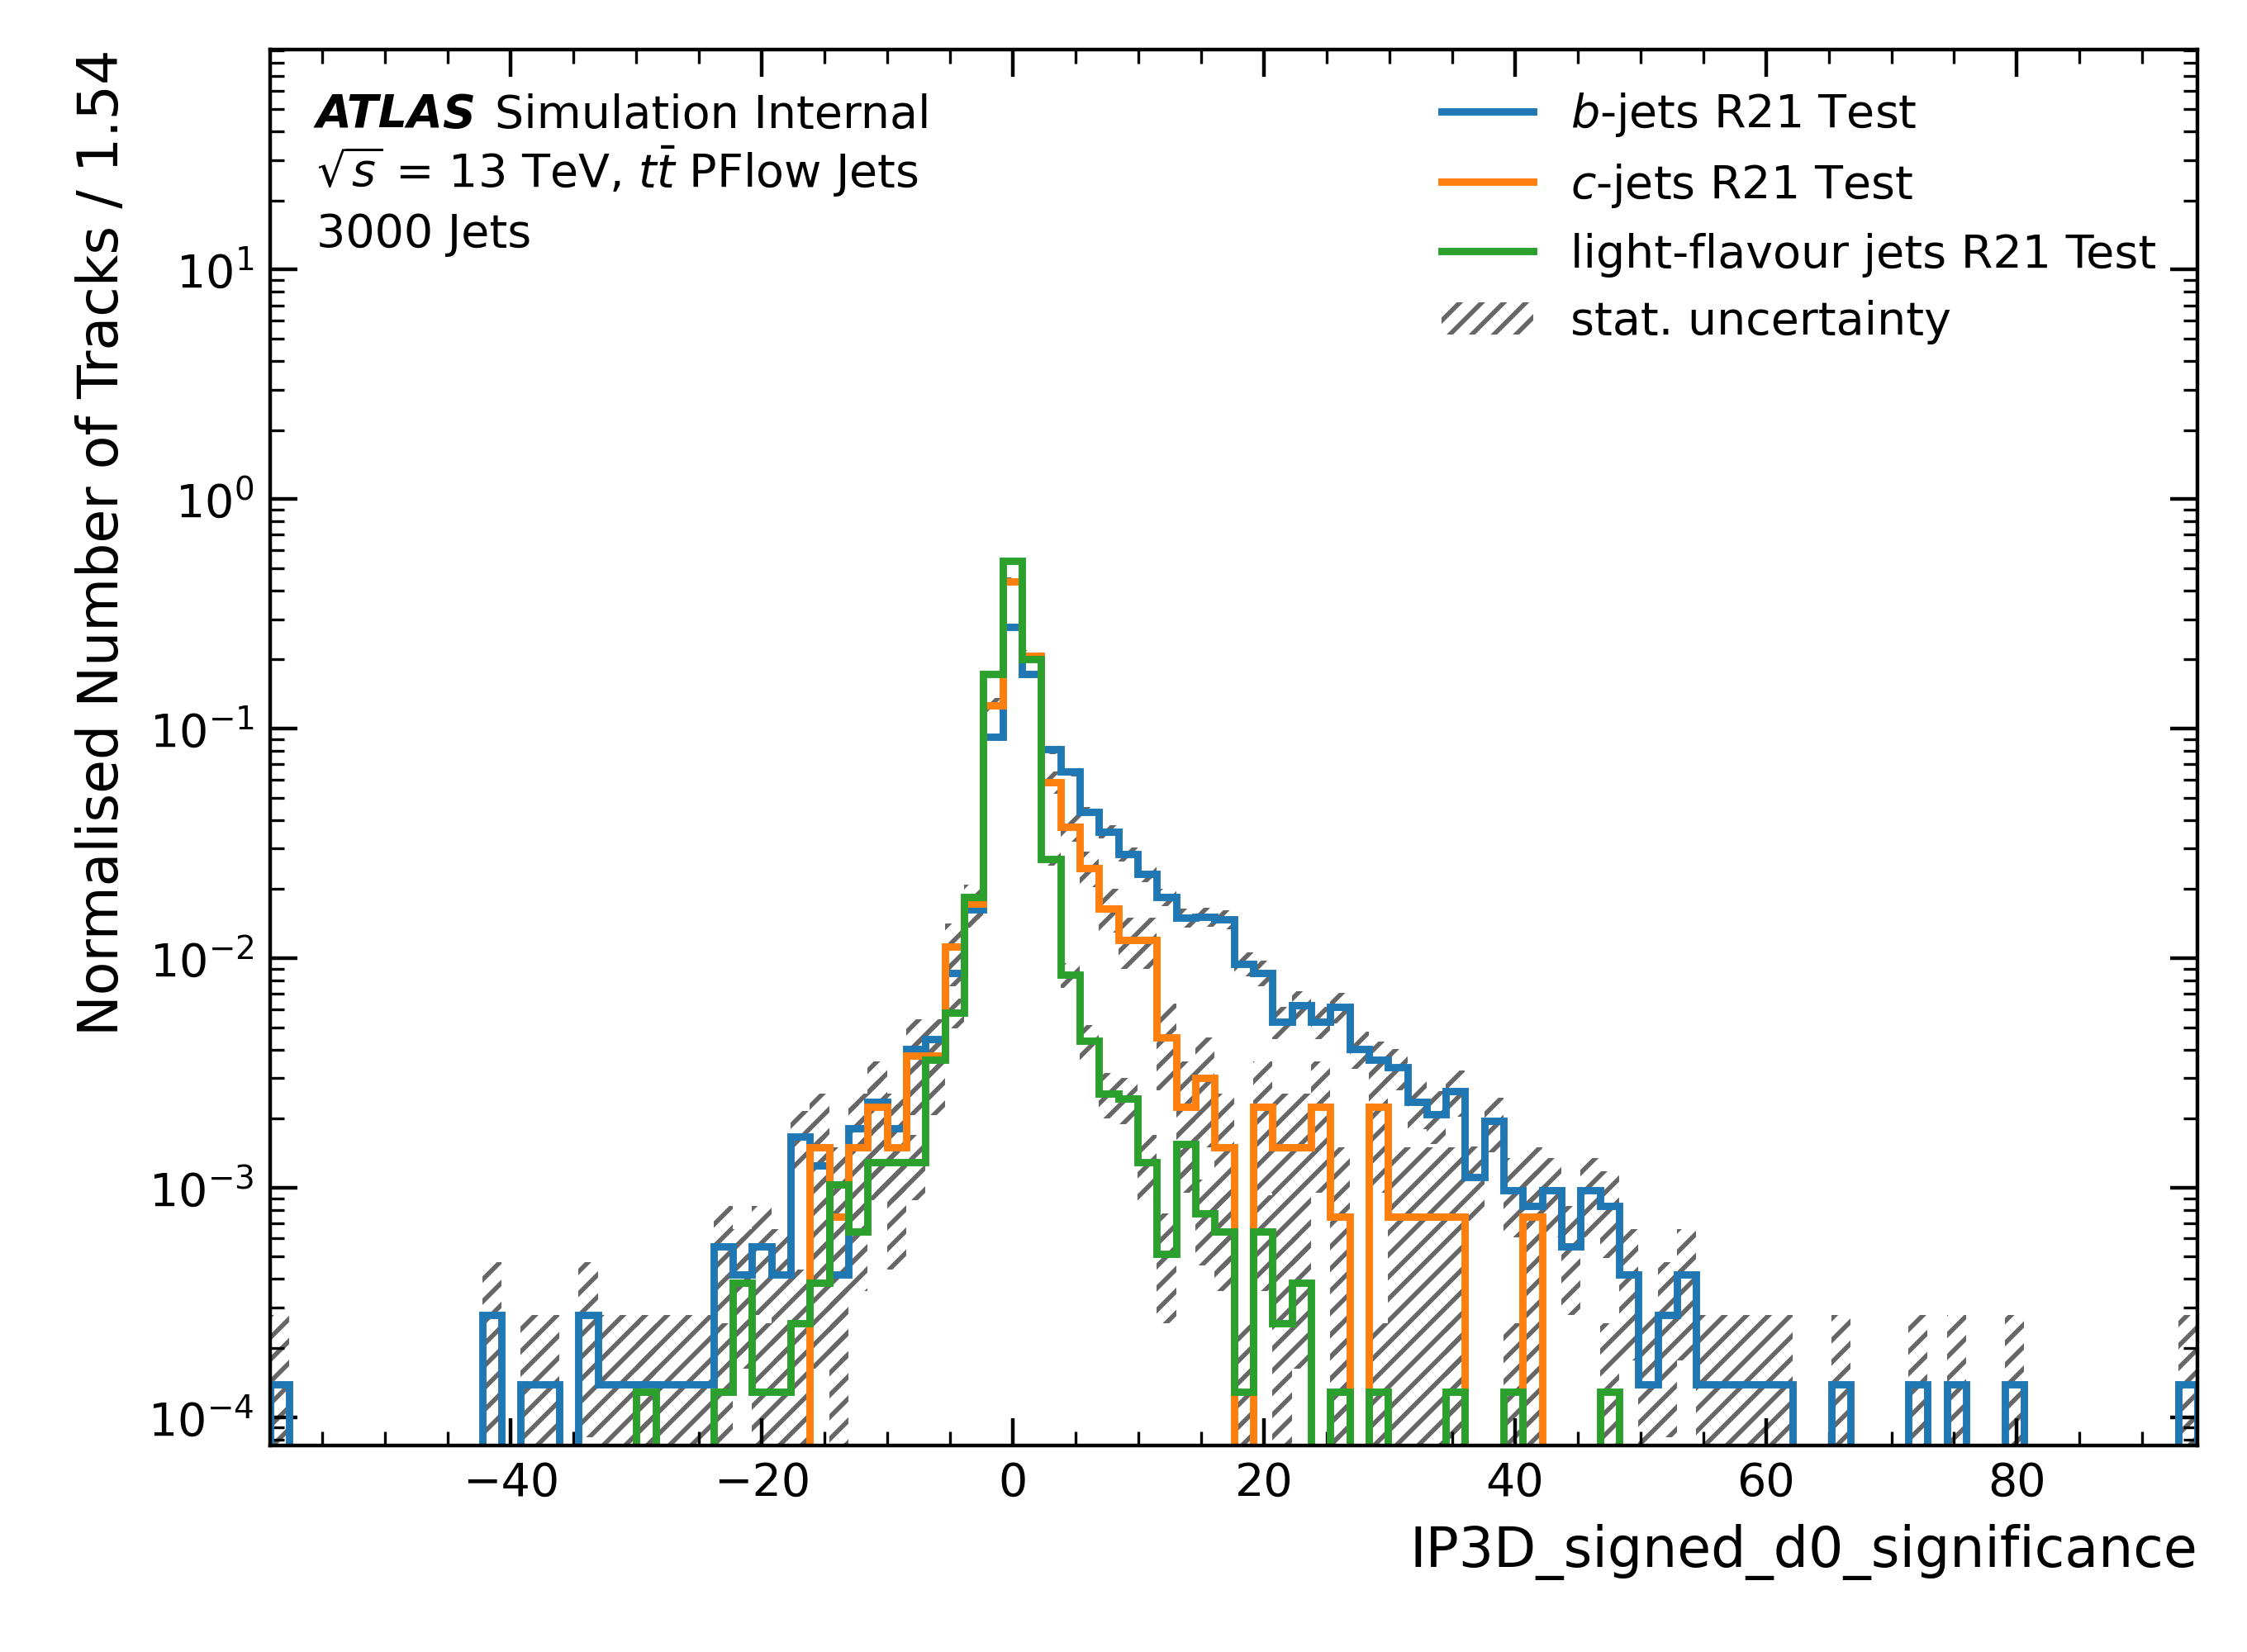 Normalised Number of Tracks / 1.54
ATLAS Simulation Internal
√s = 13 TeV, tt̄ PFlow Jets
3000 Jets
b-jets R21 Test
c-jets R21 Test
light-flavour jets R21 Test
stat. uncertainty
10¹
10⁰
10⁻¹
10⁻²
10⁻³
10⁻⁴
−40 −20 0 20 40 60 80
IP3D_signed_d0_significance